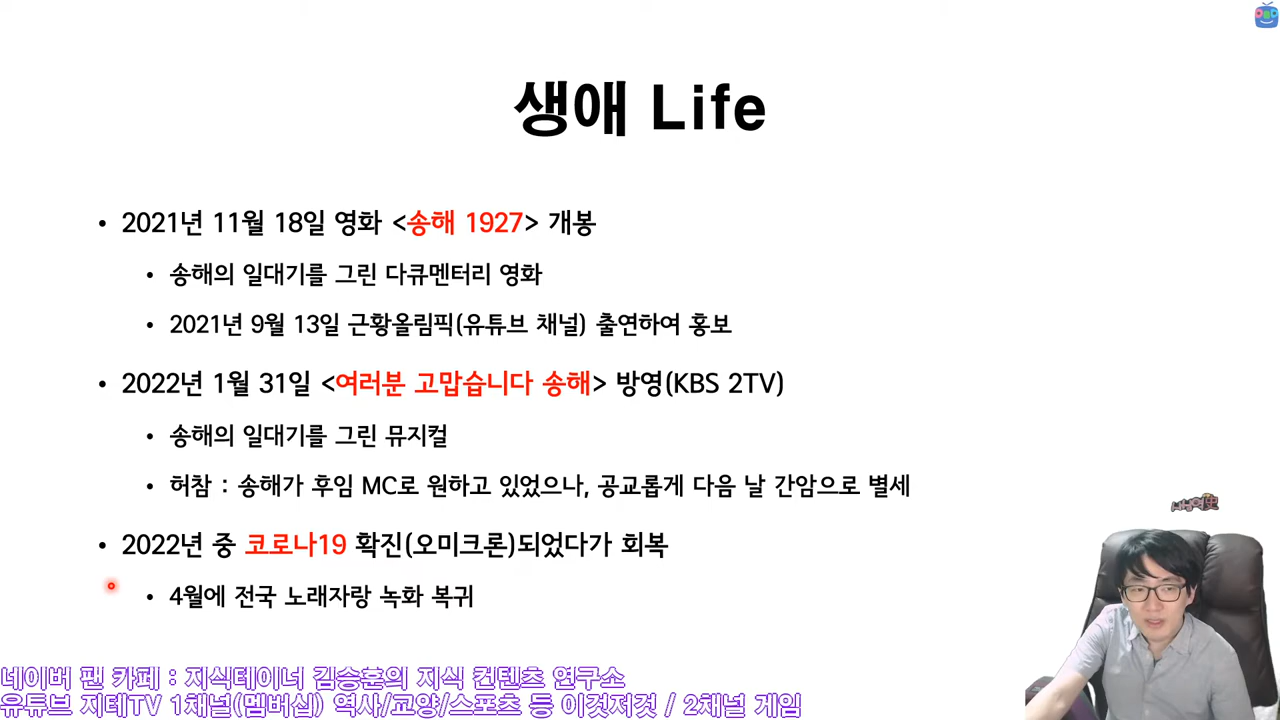 생애 Life
• 2021년 11월 18일 영화 <송해 1927> 개봉
• 송해의 일대기를 그린 다큐멘터리 영화
• 2021년 9월 13일 근황올림픽(유튜브 채널) 출연하여 홍보
• 2022년 1월 31일 <여러분 고맙습니다 송해> 방영(KBS 2TV)
• 송해의 일대기를 그린 뮤지컬
• 허참 : 송해가 후임 MC로 원하고 있었으나, 공교롭게 다음 날 간암으로 별세
• 2022년 중 코로나19 확진(오미크론)되었다가 회복
• 4월에 전국 노래자랑 녹화 복귀
네이버 팬 카페 : 지식테이너 김승훈의 지식 컨텐츠 연구소
유튜브 지테TV 1채널(멤버십) 역사/교양/스포츠 등 이것저것 / 2채널 게임